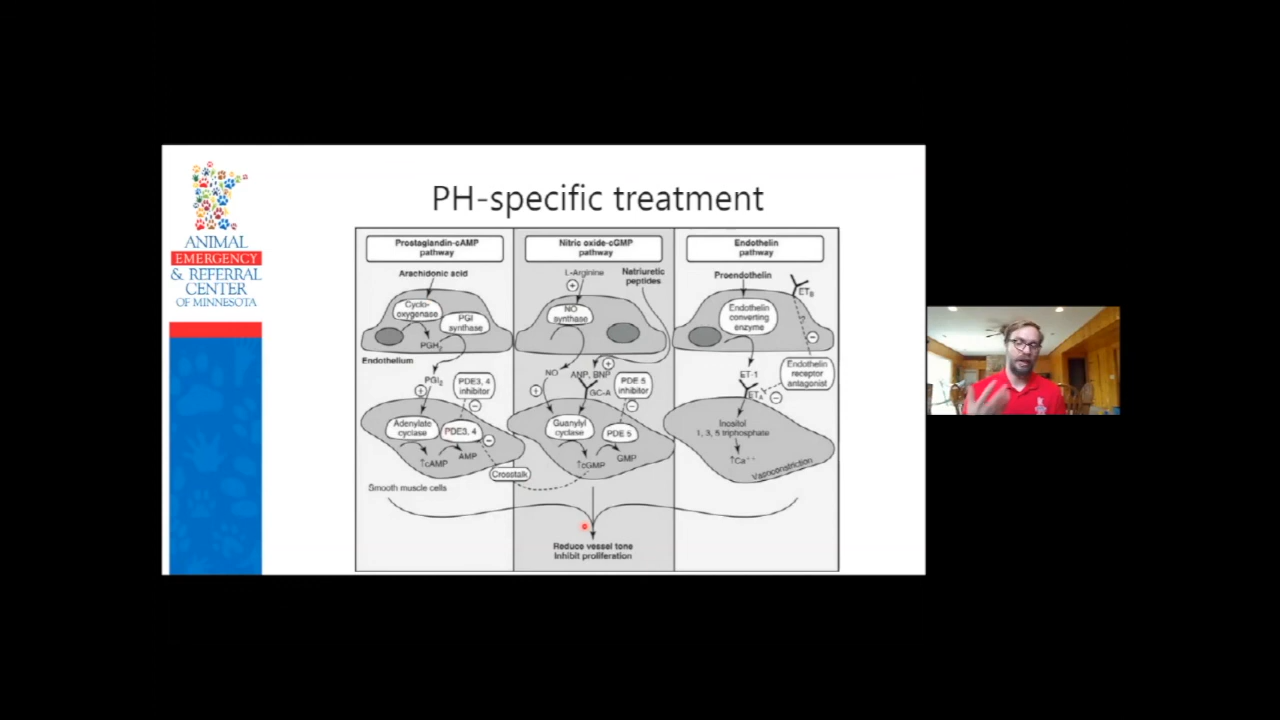 ANIMAL
EMERGENCY
& REFERRAL
CENTER
OF MINNESOTA
PH-specific treatment
Prostaglandin-cAMP
pathway
Arachidonic acid
Cyclo-
oxygenase
PGI
synthase
PGH2
Endothelium
PGI2
PDE3, 4
inhibitor
Adenylate
cyclase
PDE3, 4
↑cAMP
AMP
Smooth muscle cells
Nitric oxide-cGMP
pathway
L-Arginine
Natriuretic
peptides
NO
synthase
NO
ANP, BNP
GC-A
PDE 5
inhibitor
Guanylyl
cyclase
PDE 5
↑cGMP
GMP
Crosstalk
Reduce vessel tone
Inhibit proliferation
Endothelin
pathway
Proendothelin
ETB
Endothelin
converting
enzyme
Endothelin
receptor
antagonist
ET-1
ETA
Inositol
1, 3, 5 triphosphate
↑Ca++
Vasoconstriction